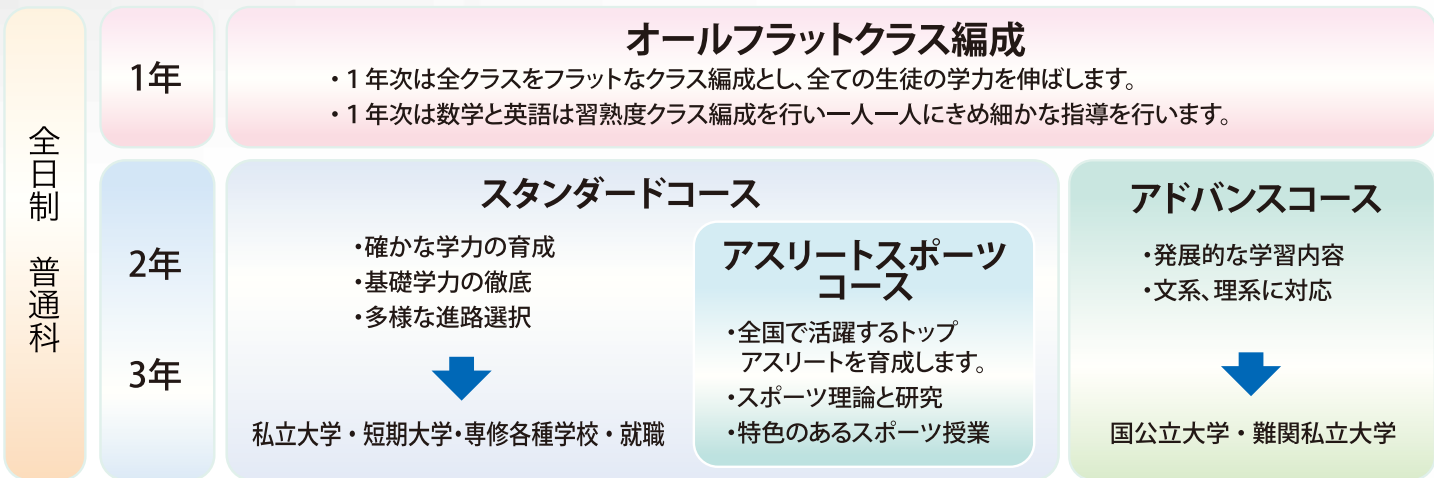 全日制 普通科
1年
オールフラットクラス編成
・1年次は全クラスをフラットなクラス編成とし、全ての生徒の学力を伸ばします。
・1年次は数学と英語は習熟度クラス編成を行い一人一人にきめ細かな指導を行います。
2年
3年
スタンダードコース
・確かな学力の育成
・基礎学力の徹底
・多様な進路選択
私立大学・短期大学・専修各種学校・就職
アスリートスポーツ
コース
・全国で活躍するトップ
アスリートを育成します。
・スポーツ理論と研究
・特色のあるスポーツ授業
アドバンスコース
・発展的な学習内容
・文系、理系に対応
国公立大学・難関私立大学